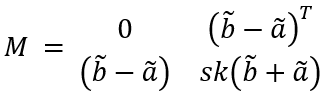 M = 0 (b̃ − ã)ᵀ
(b̃ − ã) sk(b̃ + ã)